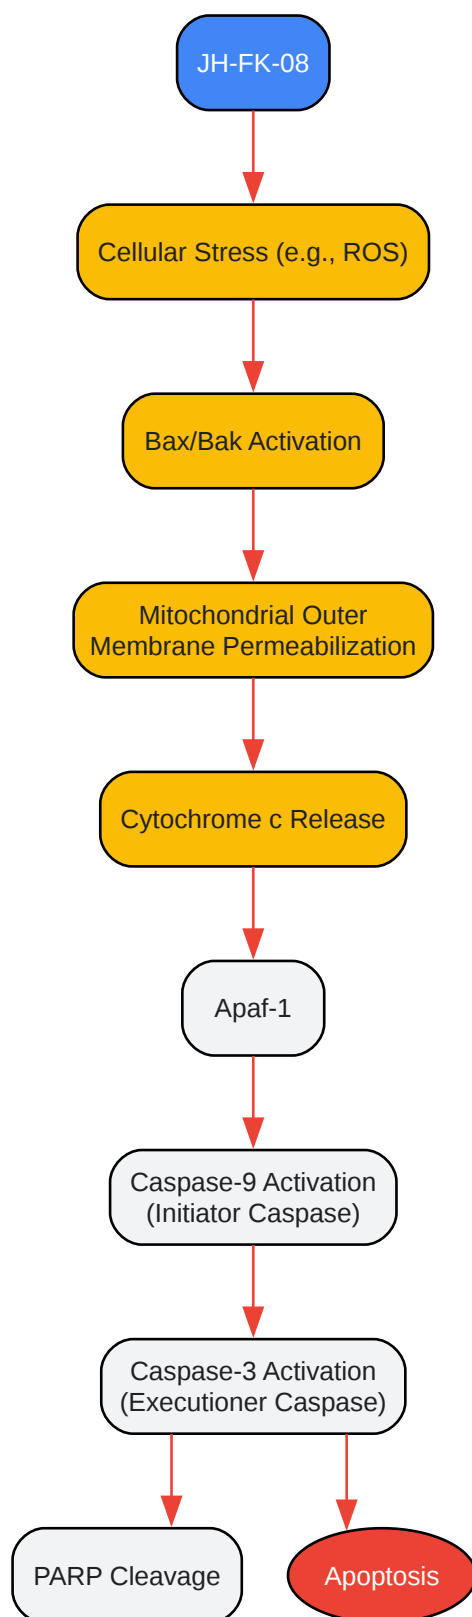 JH-FK-08
Cellular Stress (e.g., ROS)
Bax/Bak Activation
Mitochondrial Outer
Membrane Permeabilization
Cytochrome c Release
Apaf-1
Caspase-9 Activation
(Initiator Caspase)
Caspase-3 Activation
(Executioner Caspase)
PARP Cleavage
Apoptosis